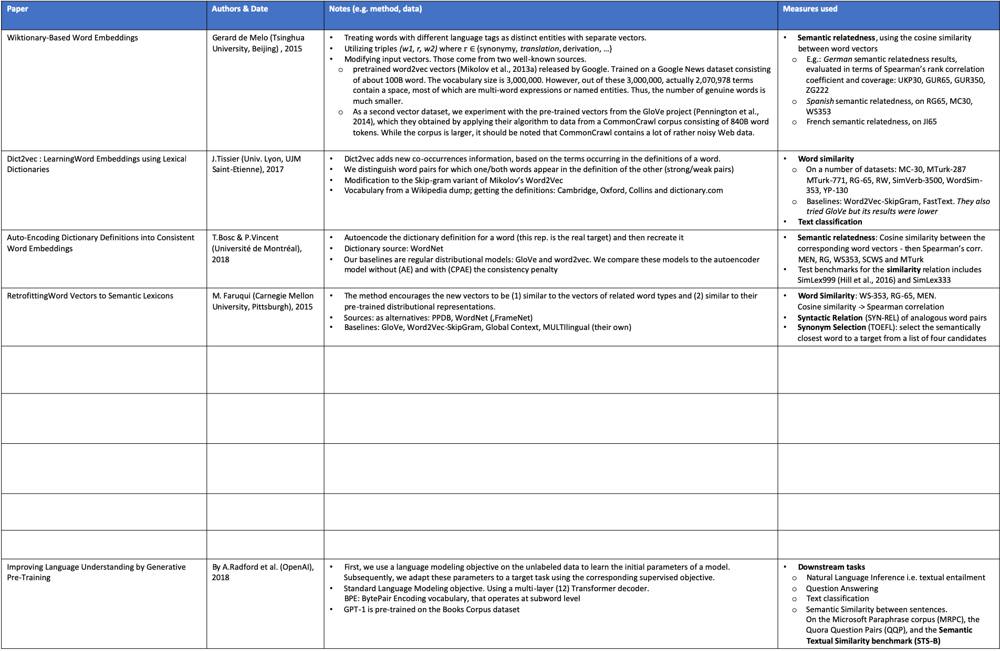 Paper
Authors & Date
Notes (e.g. method, data)
Measures used
Wiktionary-Based Word Embeddings
Gerard de Melo (Tsinghua
University, Beijing) , 2015
• Treating words with different language tags as distinct entities with separate vectors.
• Utilizing triples (w1, r, w2) where r ∈ {synonymy, translation, derivation, …}
• Modifying input vectors. Those come from two well-known sources.
o pretrained word2vec vectors (Mikolov et al., 2013a) released by Google. Trained on a Google News dataset consisting
of about 100B word. The vocabulary size is 3,000,000. However, out of these 3,000,000, actually 2,070,978 terms
contain a space, most of which are multi-word expressions or named entities. Thus, the number of genuine words is
much smaller.
o As a second vector dataset, we experiment with the pre-trained vectors from the GloVe project (Pennington et al.,
2014), which they obtained by applying their algorithm to data from a CommonCrawl corpus consisting of 840B word
tokens. While the corpus is larger, it should be noted that CommonCrawl contains a lot of rather noisy Web data.
• Semantic relatedness, using the cosine similarity
between word vectors
o E.g.: German semantic relatedness results,
evaluated in terms of Spearman's rank correlation
coefficient and coverage: UKP30, GUR65, GUR350,
ZG222
o Spanish semantic relatedness, on RG65, MC30,
WS353
o French semantic relatedness, on JI65
Dict2vec : LearningWord Embeddings using Lexical
Dictionaries
J.Tissier (Univ. Lyon, UJM
Saint-Etienne), 2017
• Dict2vec adds new co-occurrences information, based on the terms occurring in the definitions of a word.
• We distinguish word pairs for which one/both words appear in the definition of the other (strong/weak pairs)
• Modification to the Skip-gram variant of Mikolov's Word2Vec
• Vocabulary from a Wikipedia dump; getting the definitions: Cambridge, Oxford, Collins and dictionary.com
• Word similarity
o On a number of datasets: MC-30, MTurk-287
MTurk-771, RG-65, RW, SimVerb-3500, WordSim-
353, YP-130
o Baselines: Word2Vec-SkipGram, FastText. They also
tried GloVe but its results were lower
• Text classification
Auto-Encoding Dictionary Definitions into Consistent
Word Embeddings
T.Bosc & P.Vincent
(Université de Montréal),
2018
• Autoencode the dictionary definition for a word (this rep. is the real target) and then recreate it
• Dictionary source: WordNet
• Our baselines are regular distributional models: GloVe and word2vec. We compare these models to the autoencoder
model without (AE) and with (CPAE) the consistency penalty
• Semantic relatedness: Cosine similarity between the
corresponding word vectors - then Spearman's corr.
MEN, RG, WS353, SCWS and MTurk
• Test benchmarks for the similarity relation includes
SimLex999 (Hill et al., 2016) and SimLex333
RetrofittingWord Vectors to Semantic Lexicons
M. Faruqui (Carnegie Mellon
University, Pittsburgh), 2015
• The method encourages the new vectors to be (1) similar to the vectors of related word types and (2) similar to their
pre-trained distributional representations.
• Sources: as alternatives: PPDB, WordNet (,FrameNet)
• Baselines: GloVe, Word2Vec-SkipGram, Global Context, MULTIlingual (their own)
• Word Similarity: WS-353, RG-65, MEN.
Cosine similarity -> Spearman correlation
• Syntactic Relation (SYN-REL) of analogous word pairs
• Synonym Selection (TOEFL): select the semantically
closest word to a target from a list of four candidates
Improving Language Understanding by Generative
Pre-Training
By A.Radford et al. (OpenAI),
2018
• First, we use a language modeling objective on the unlabeled data to learn the initial parameters of a model.
Subsequently, we adapt these parameters to a target task using the corresponding supervised objective.
• Standard Language Modeling objective. Using a multi-layer (12) Transformer decoder.
BPE: BytePair Encoding vocabulary, that operates at subword level
• GPT-1 is pre-trained on the Books Corpus dataset
• Downstream tasks
o Natural Language Inference i.e. textual entailment
o Question Answering
o Text classification
o Semantic Similarity between sentences.
On the Microsoft Paraphrase corpus (MRPC), the
Quora Question Pairs (QQP), and the Semantic
Textual Similarity benchmark (STS-B)